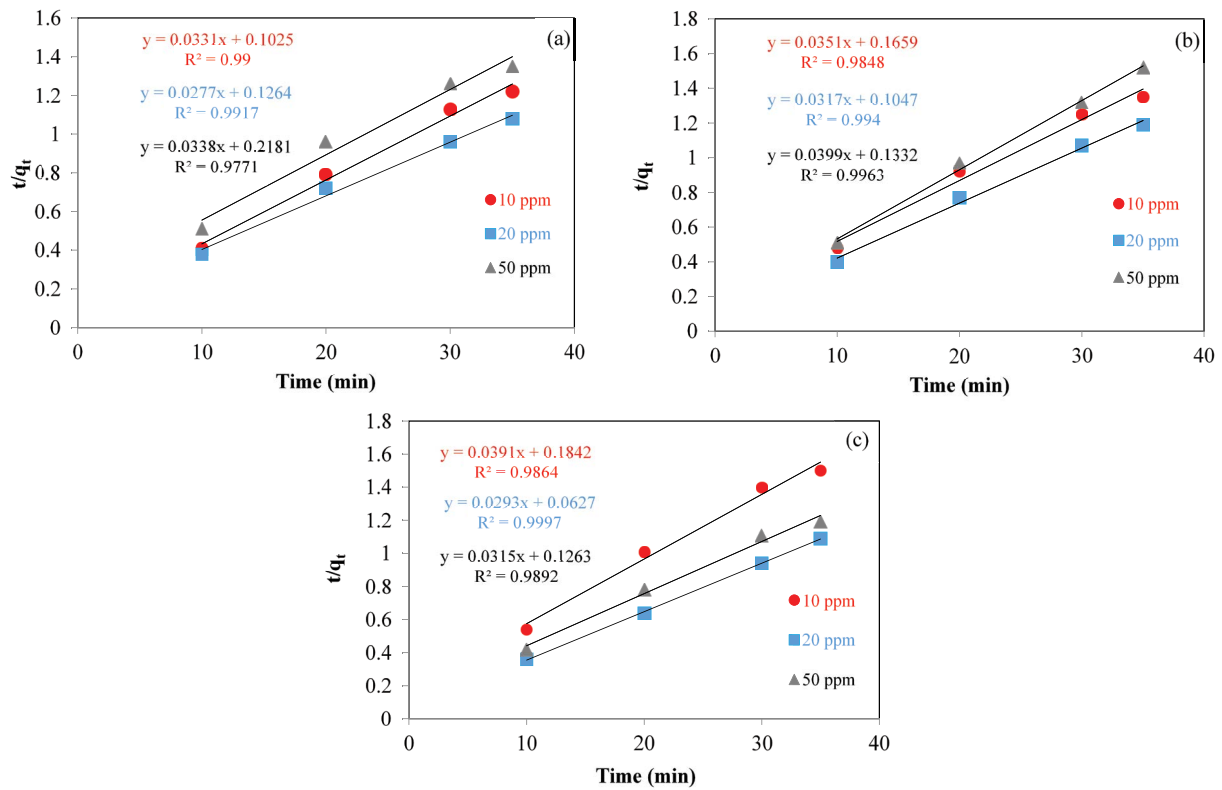 (a)
y = 0.0331x + 0.1025
R² = 0.99
y = 0.0277x + 0.1264
R² = 0.9917
y = 0.0338x + 0.2181
R² = 0.9771
10 ppm
20 ppm
50 ppm
t/qt
1.6
1.4
1.2
1
0.8
0.6
0.4
0.2
0
0 10 20 30 40
Time (min)
(b)
y = 0.0351x + 0.1659
R² = 0.9848
y = 0.0317x + 0.1047
R² = 0.994
y = 0.0399x + 0.1332
R² = 0.9963
10 ppm
20 ppm
50 ppm
t/qt
1.8
1.6
1.4
1.2
1
0.8
0.6
0.4
0.2
0
0 10 20 30 40
Time (min)
(c)
y = 0.0391x + 0.1842
R² = 0.9864
y = 0.0293x + 0.0627
R² = 0.9997
y = 0.0315x + 0.1263
R² = 0.9892
10 ppm
20 ppm
50 ppm
t/qt
1.8
1.6
1.4
1.2
1
0.8
0.6
0.4
0.2
0
0 10 20 30 40
Time (min)